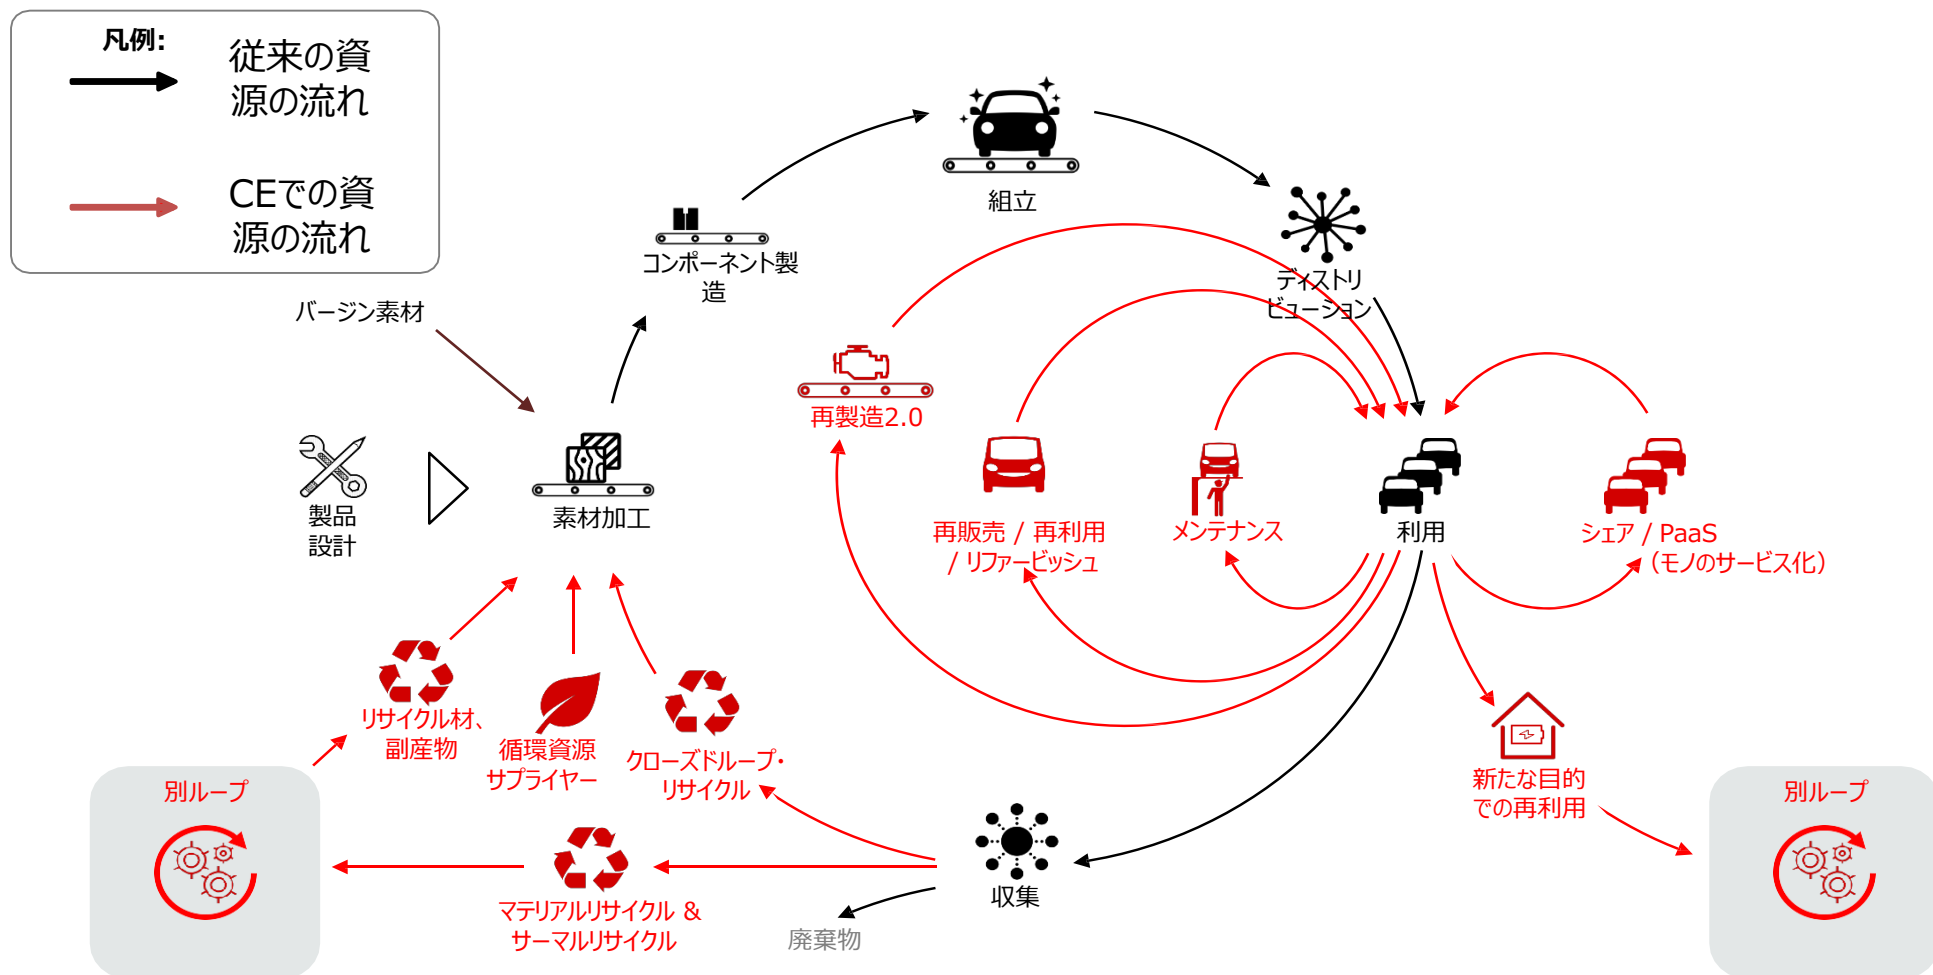 凡例:
従来の資
源の流れ
CEでの資
源の流れ
組立
コンポーネント製
造
ディストリ
ビューション
バージン素材
再製造2.0
製品
設計
素材加工
再販売 / 再利用
/ リファービッシュ
メンテナンス
利用
シェア / PaaS
（モノのサービス化）
リサイクル材、
副産物
循環資源
サプライヤー
クローズドループ・
リサイクル
新たな目的
での再利用
別ループ
別ループ
収集
マテリアルリサイクル &
サーマルリサイクル
廃棄物